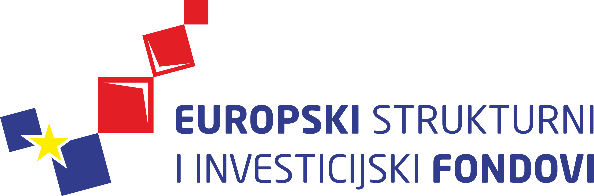 EUROPSKI STRUKTURNI
I INVESTICIJSKI FONDOVI